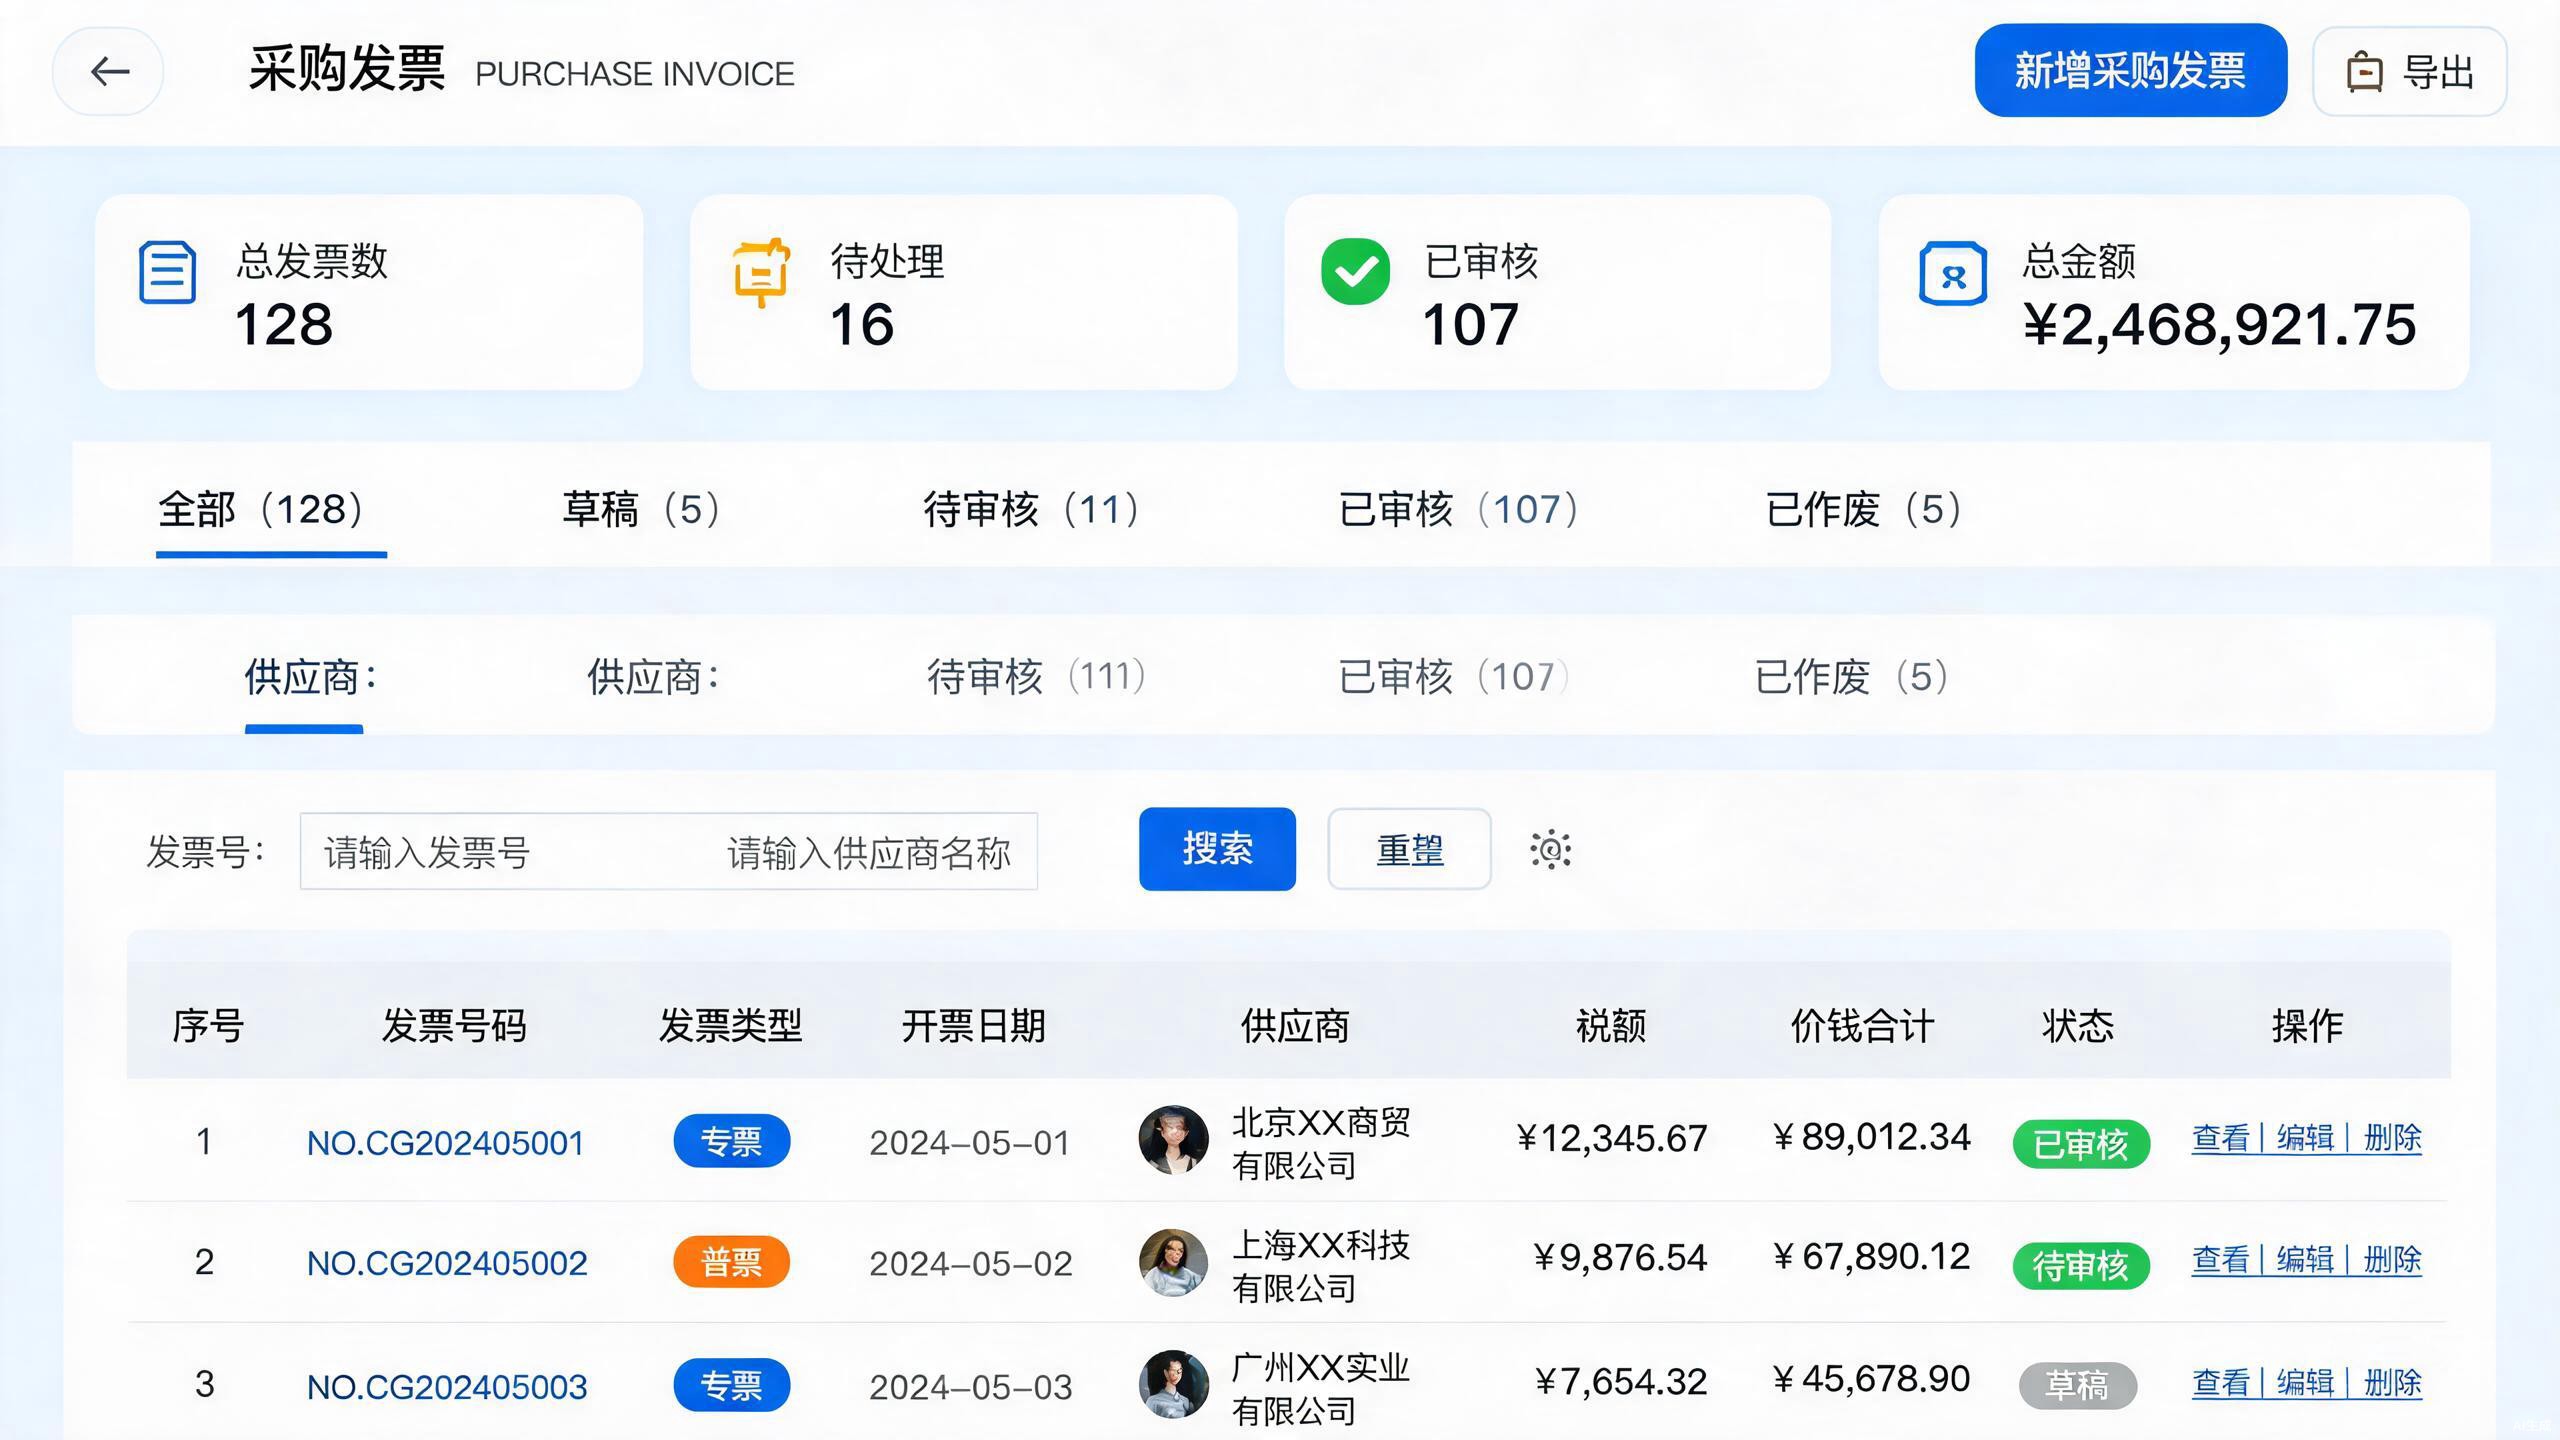 采购发票 PURCHASE INVOICE
新增采购发票
导出
总发票数
128
待处理
16
已审核
107
总金额
¥2,468,921.75
全部（128） 草稿（5） 待审核（11） 已审核（107） 已作废（5）
供应商： 供应商： 待审核（111） 已审核（107） 已作废（5）
发票号： 请输入发票号 请输入供应商名称 搜索
序号 发票号码 发票类型 开票日期 供应商 税额 价钱合计 状态 操作
1 NO.CG202405001 专票 2024-05-01 北京XX商贸有限公司 ¥12,345.67 ¥89,012.34 已审核 查看 | 编辑 | 删除
2 NO.CG202405002 普票 2024-05-02 上海XX科技有限公司 ¥9,876.54 ¥67,890.12 待审核 查看 | 编辑 | 删除
3 NO.CG202405003 专票 2024-05-03 广州XX实业有限公司 ¥7,654.32 ¥45,678.90 草稿 查看 | 编辑 | 删除